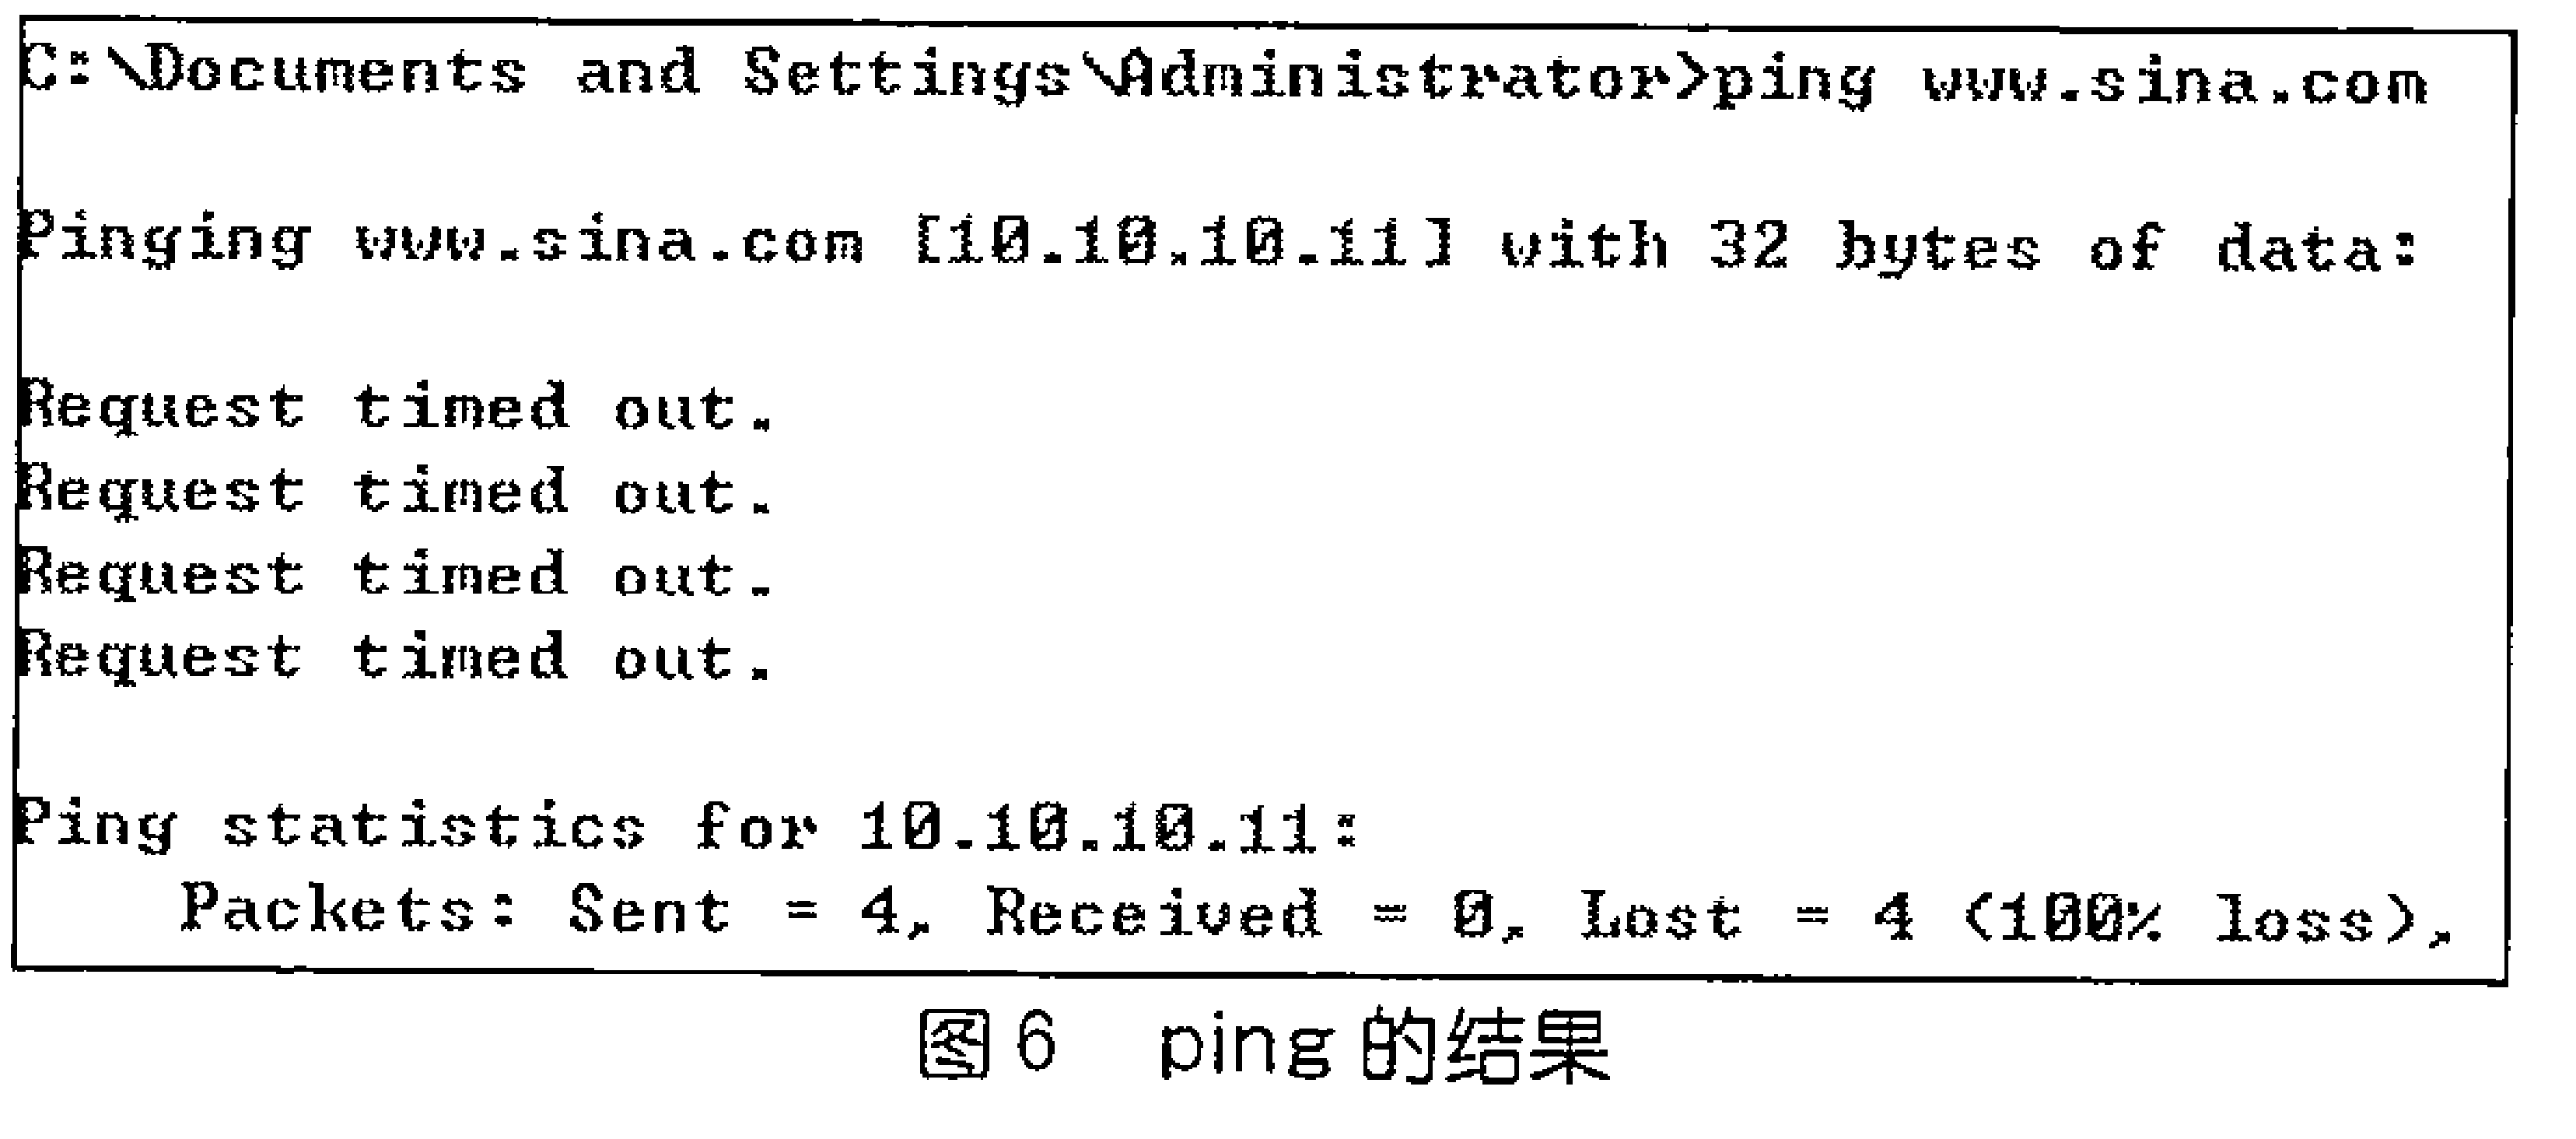 C:\Documents and Settings\Administrator>ping www.sina.com
Pinging www.sina.com [10.10.10.11] with 32 bytes of data:
Request timed out.
Request timed out.
Request timed out.
Request timed out.
Ping statistics for 10.10.10.11:
Packets: Sent = 4, Received = 0, Lost = 4 (100% loss),
图6 ping的结果